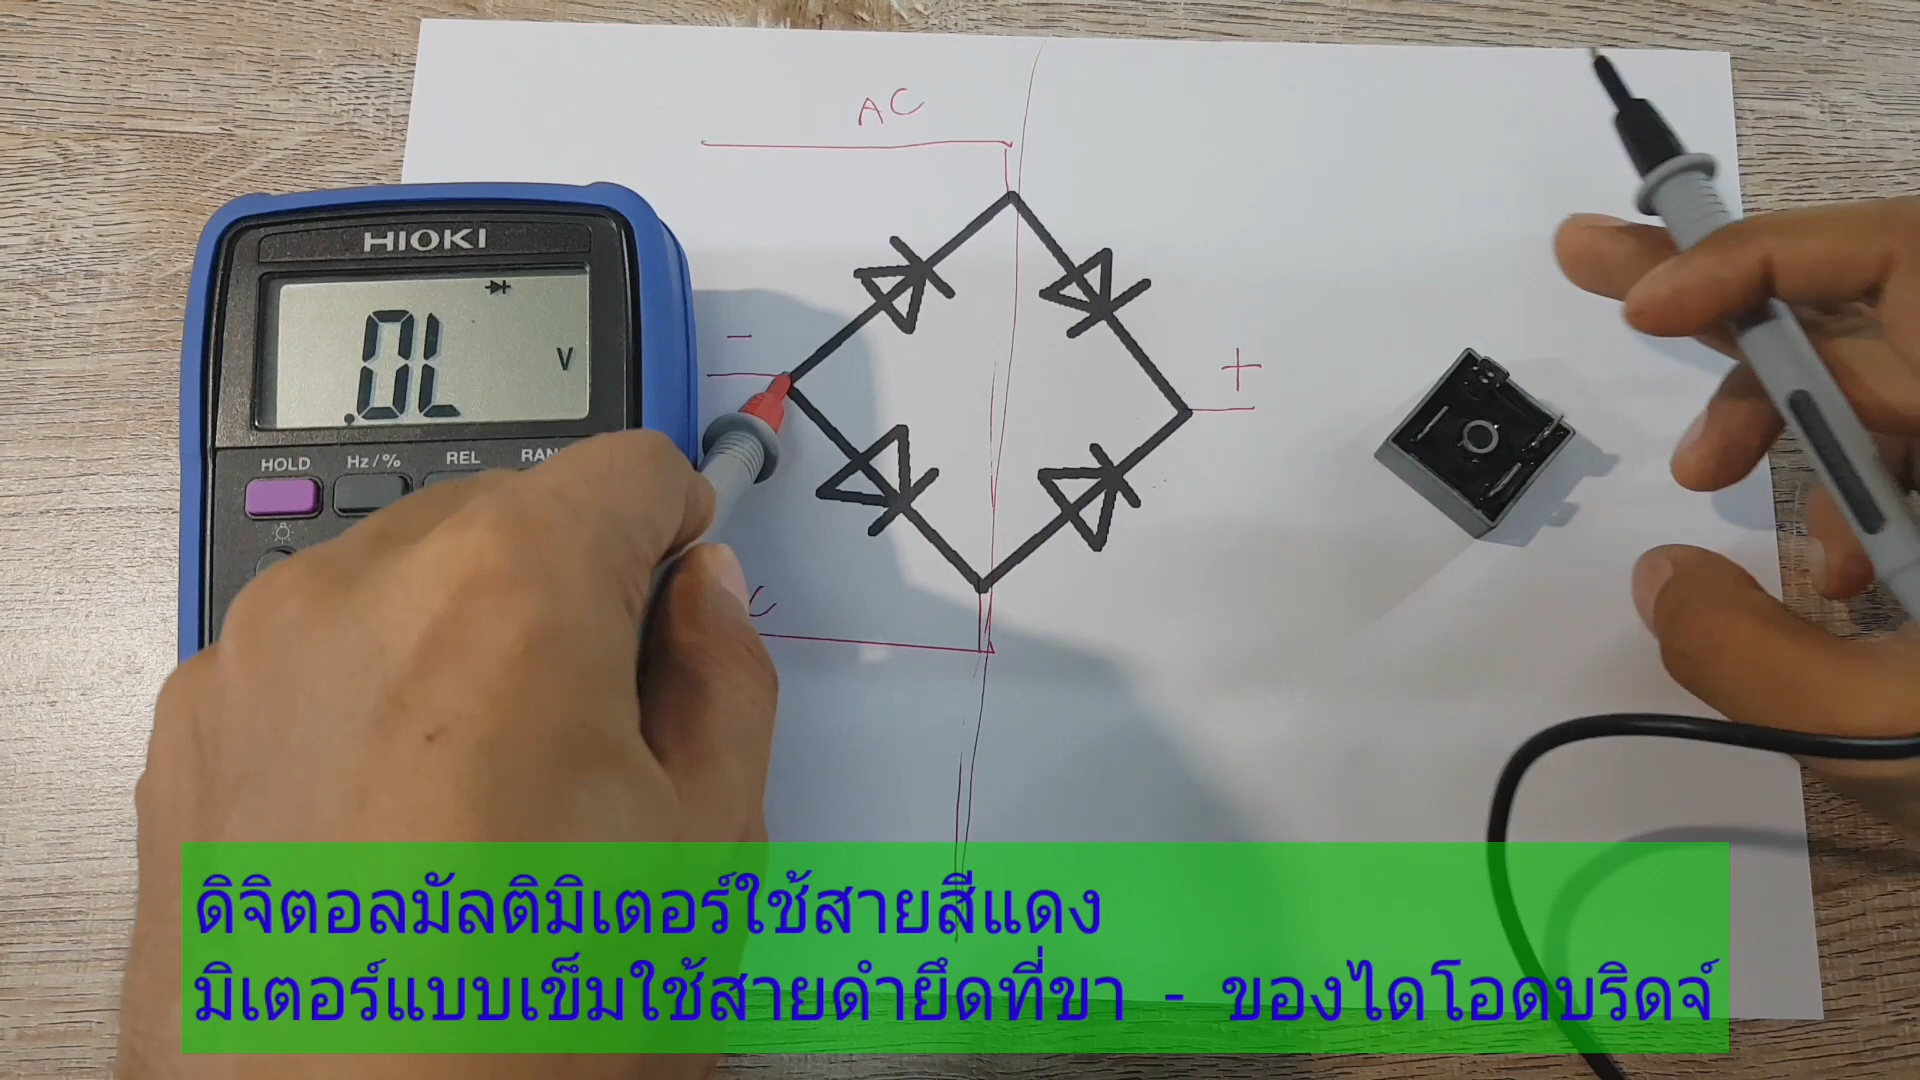 AC
HIOKI
.OL
V
-
+
HOLD
Hz/%
REL
ดิจิตอลมัลติมิเตอร์ใช้สายสีแดง
มิเตอร์แบบเข็มใช้สายดำยึดที่ขา - ของไดโอดบริดจ์